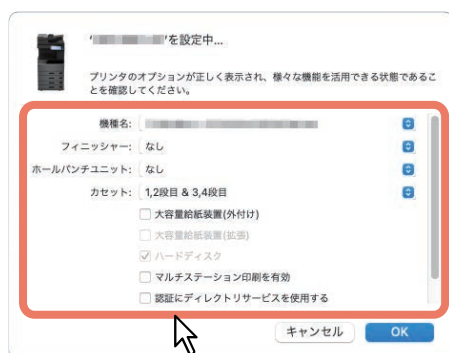 'を設定中...
プリンタのオプションが正しく表示され、様々な機能を活用できる状態であるこ
とを確認してください。
機種名:
フィニッシャー: なし
ホールパンチユニット: なし
カセット: 1,2段目 & 3,4段目
大容量給紙装置(外付け)
大容量給紙装置(拡張)
ハードディスク
マルチステーション印刷を有効
認証にディレクトリサービスを使用する
キャンセル OK